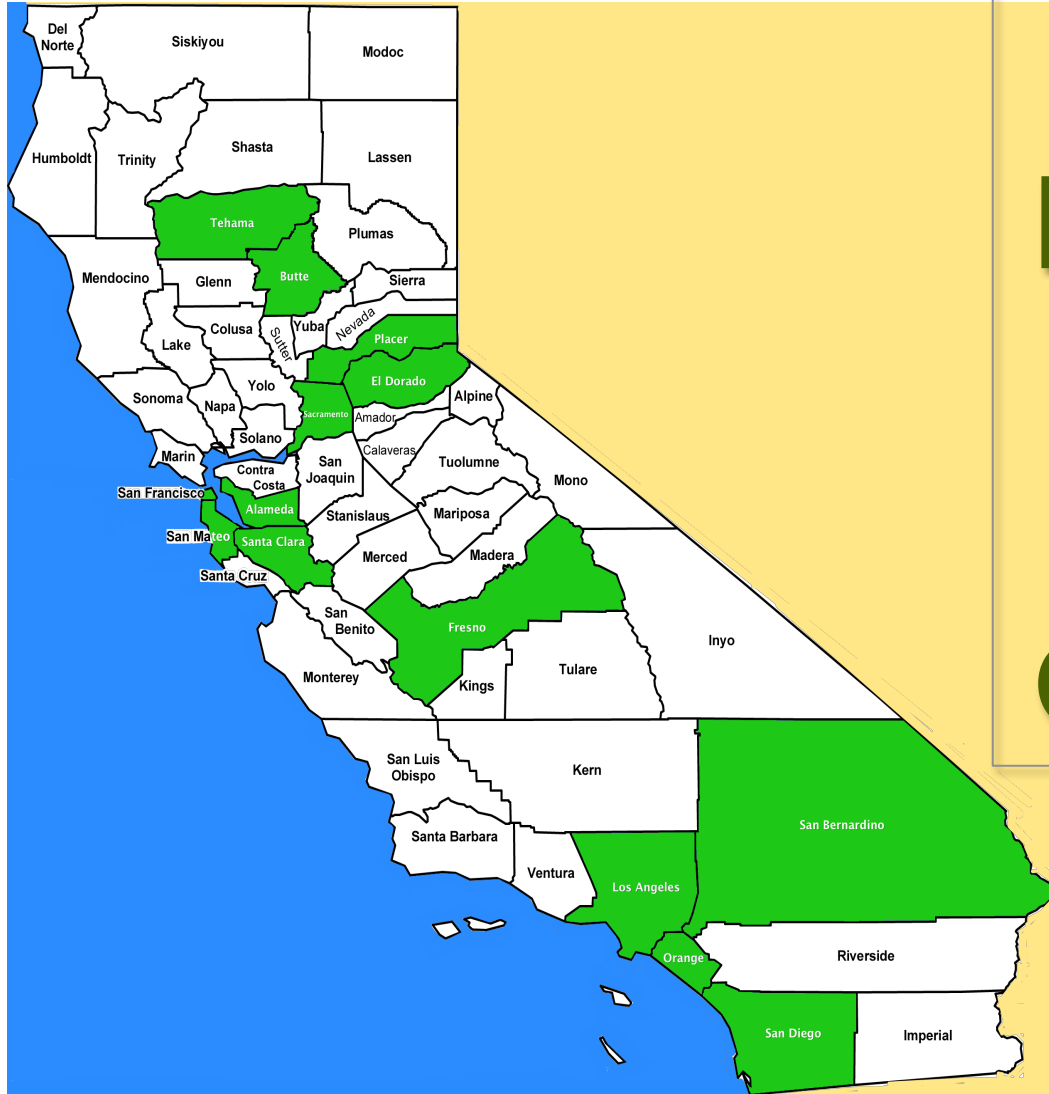 Del
Norte
Siskiyou
Modoc
Humboldt
Trinity
Shasta
Lassen
Tehama
Plumas
Mendocino
Glenn
Butte
Sierra
Colusa
Sutter
Yuba
Nevada
Lake
Placer
Sonoma
Napa
Yolo
El Dorado
Sacramento
Alpine
Amador
Solano
Marin
Calaveras
Contra
Costa
San
Joaquin
Tuolumne
Mono
San Francisco
Alameda
Stanislaus
Mariposa
San Mateo
Santa Clara
Merced
Madera
Santa Cruz
San
Benito
Fresno
Inyo
Monterey
Kings
Tulare
San Luis
Obispo
Kern
San Bernardino
Santa Barbara
Ventura
Los Angeles
Orange
Riverside
San Diego
Imperial